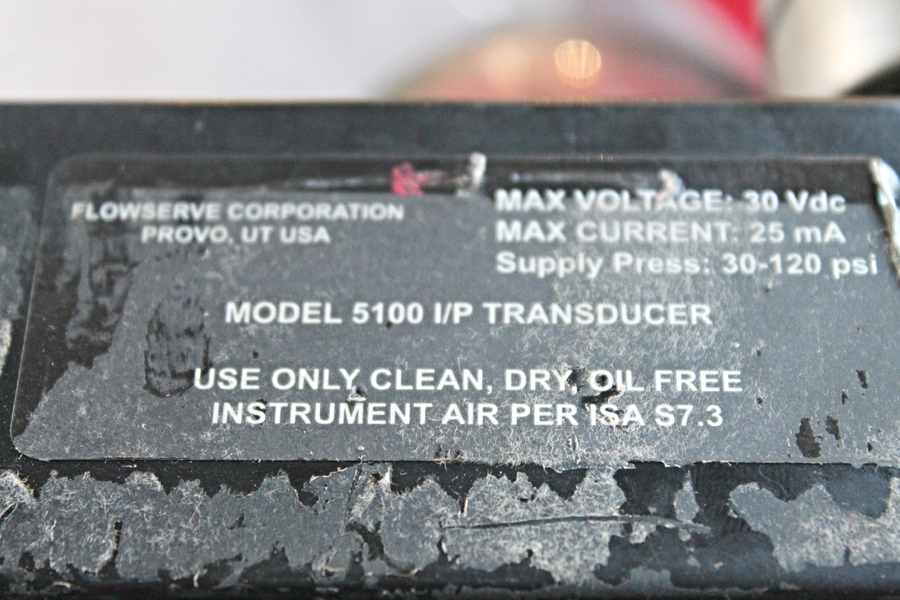 FLOWSERVE CORPORATION
PROVO, UT USA
MAX VOLTAGE: 30 Vdc
MAX CURRENT: 25 mA
Supply Press: 30-120 psi
MODEL 5100 I/P TRANSDUCER
USE ONLY CLEAN, DRY, OIL FREE
INSTRUMENT AIR PER ISA S7.3